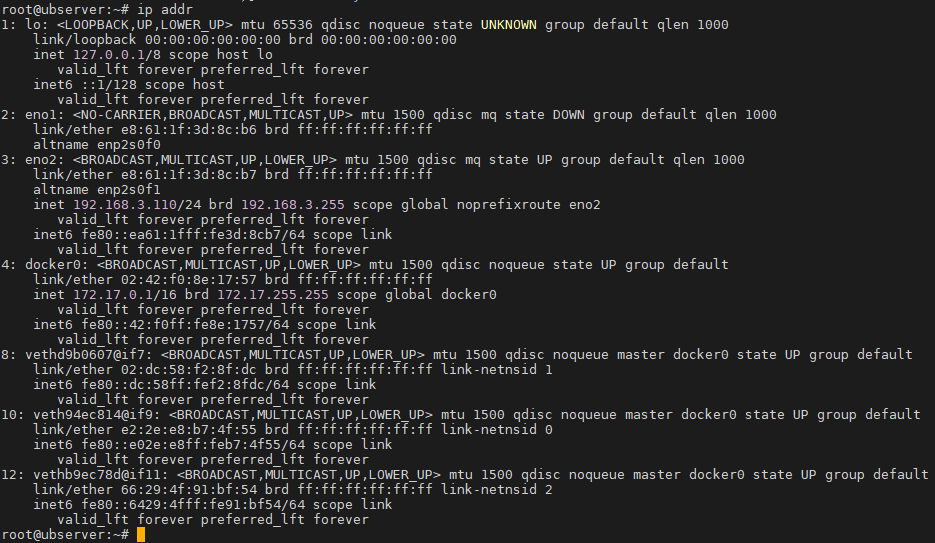 root@ubserver:~# ip addr
1: lo: <LOOPBACK,UP,LOWER_UP> mtu 65536 qdisc noqueue state UNKNOWN group default qlen 1000
    link/loopback 00:00:00:00:00:00 brd 00:00:00:00:00:00
    inet 127.0.0.1/8 scope host lo
       valid_lft forever preferred_lft forever
    inet6 ::1/128 scope host
       valid_lft forever preferred_lft forever
2: eno1: <NO-CARRIER,BROADCAST,MULTICAST,UP> mtu 1500 qdisc mq state DOWN group default qlen 1000
    link/ether e8:61:1f:3d:8c:b6 brd ff:ff:ff:ff:ff:ff
    altname enp2s0f0
3: eno2: <BROADCAST,MULTICAST,UP,LOWER_UP> mtu 1500 qdisc mq state UP group default qlen 1000
    link/ether e8:61:1f:3d:8c:b7 brd ff:ff:ff:ff:ff:ff
    altname enp2s0f1
    inet 192.168.3.110/24 brd 192.168.3.255 scope global noprefixroute eno2
       valid_lft forever preferred_lft forever
    inet6 fe80::ea61:1fff:fe3d:8cb7/64 scope link
       valid_lft forever preferred_lft forever
4: docker0: <BROADCAST,MULTICAST,UP,LOWER_UP> mtu 1500 qdisc noqueue state UP group default
    link/ether 02:42:f0:8e:17:57 brd ff:ff:ff:ff:ff:ff
    inet 172.17.0.1/16 brd 172.17.255.255 scope global docker0
       valid_lft forever preferred_lft forever
    inet6 fe80::42:f0ff:fe8e:1757/64 scope link
       valid_lft forever preferred_lft forever
8: vethd9b0607@if7: <BROADCAST,MULTICAST,UP,LOWER_UP> mtu 1500 qdisc noqueue master docker0 state UP group default
    link/ether 02:dc:58:f2:8f:dc brd ff:ff:ff:ff:ff:ff link-netnsid 1
    inet6 fe80::dc:58ff:fef2:8fdc/64 scope link
       valid_lft forever preferred_lft forever
10: veth94ec814@if9: <BROADCAST,MULTICAST,UP,LOWER_UP> mtu 1500 qdisc noqueue master docker0 state UP group default
    link/ether e2:2e:e8:b7:4f:55 brd ff:ff:ff:ff:ff:ff link-netnsid 0
    inet6 fe80::e02e:e8ff:feb7:4f55/64 scope link
       valid_lft forever preferred_lft forever
12: vethb9ec78d@if11: <BROADCAST,MULTICAST,UP,LOWER_UP> mtu 1500 qdisc noqueue master docker0 state UP group default
    link/ether 66:29:4f:91:bf:54 brd ff:ff:ff:ff:ff:ff link-netnsid 2
    inet6 fe80::6429:4fff:fe91:bf54/64 scope link
       valid_lft forever preferred_lft forever
root@ubserver:~#